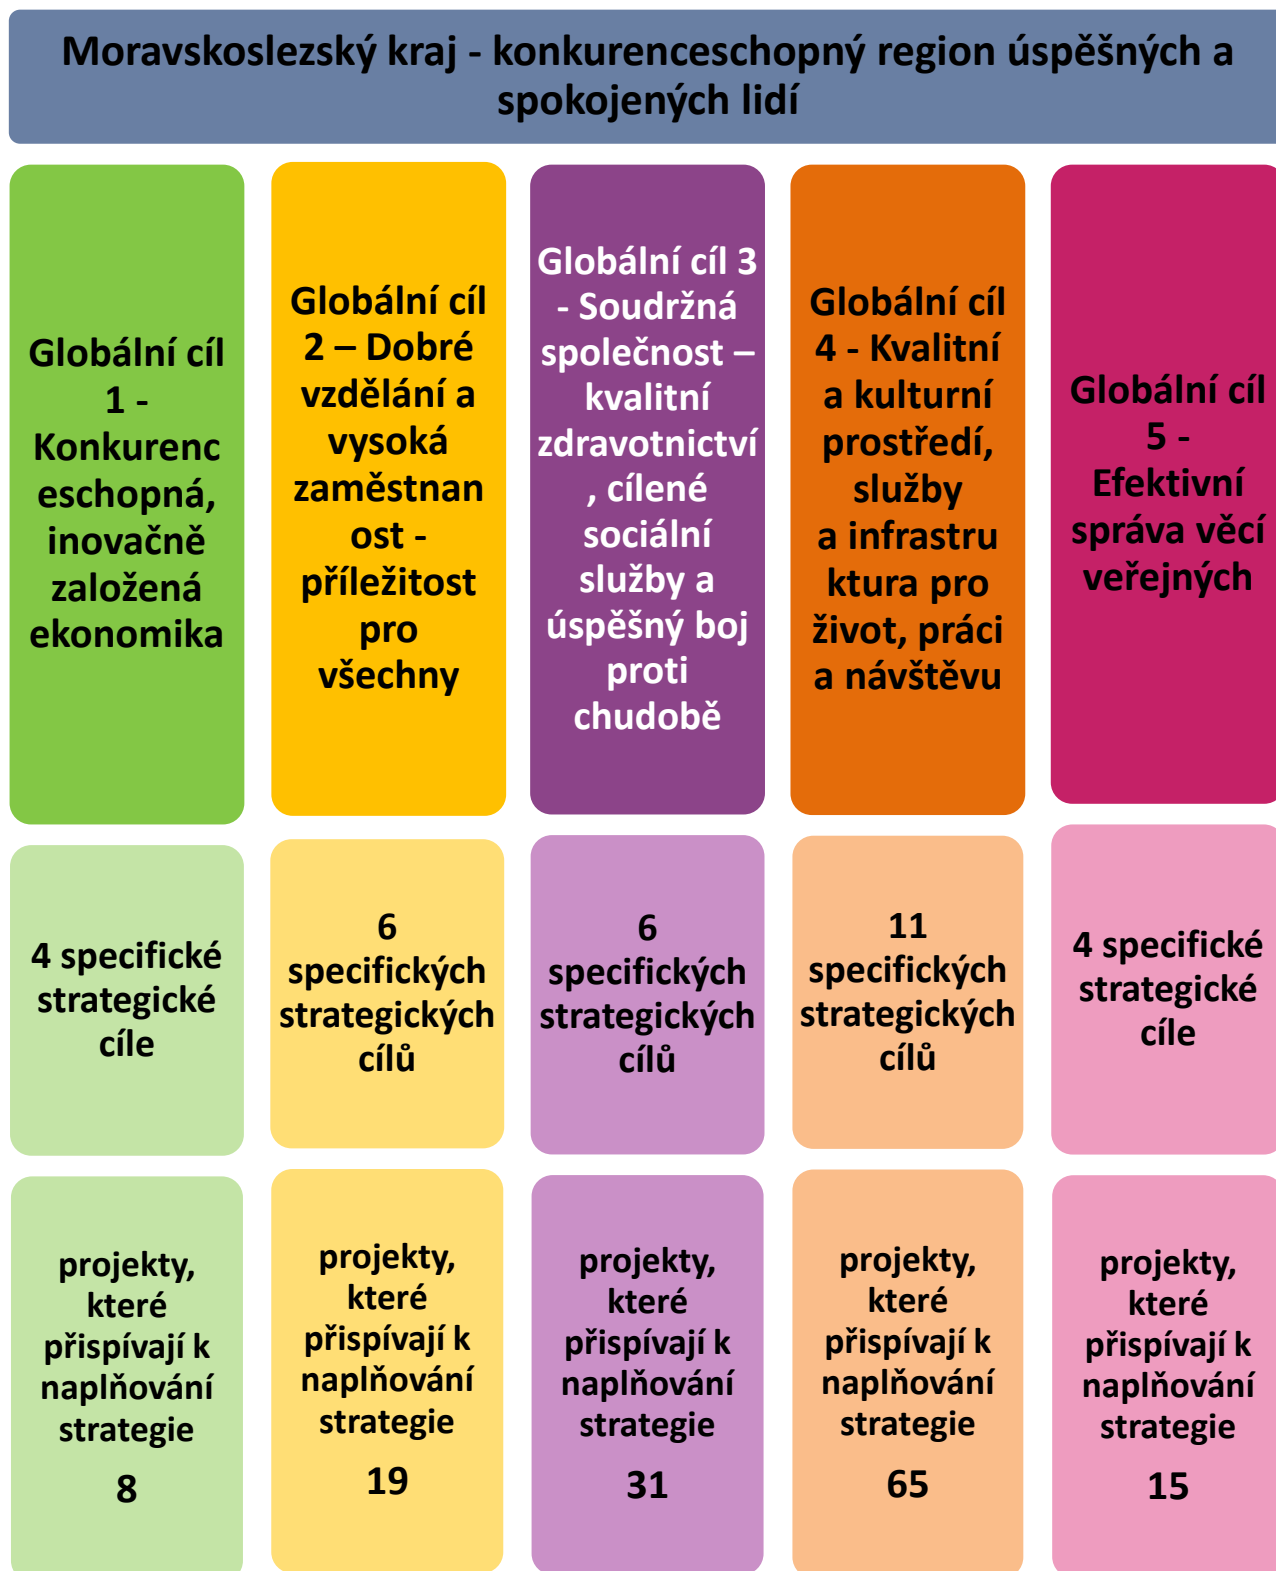 Moravskoslezský kraj - konkurenceschopný region úspěšných a
spokojených lidí
Globální cíl
1 -
Konkurenc
eschopná,
inovačně
založená
ekonomika
Globální cíl
2 – Dobré
vzdělání a
vysoká
zaměstnan
ost -
příležitost
pro
všechny
Globální cíl 3
- Soudržná
společnost –
kvalitní
zdravotnictví
, cílené
sociální
služby a
úspěšný boj
proti
chudobě
Globální cíl
4 - Kvalitní
a kulturní
prostředí,
služby
a infrastru
ktura pro
život, práci
a návštěvu
Globální cíl
5 -
Efektivní
správa věcí
veřejných
4 specifické
strategické
cíle
6
specifických
strategických
cílů
6
specifických
strategických
cílů
11
specifických
strategických
cílů
4 specifické
strategické
cíle
projekty,
které
přispívají k
naplňování
strategie
8
projekty,
které
přispívají k
naplňování
strategie
19
projekty,
které
přispívají k
naplňování
strategie
31
projekty,
které
přispívají k
naplňování
strategie
65
projekty,
které
přispívají k
naplňování
strategie
15